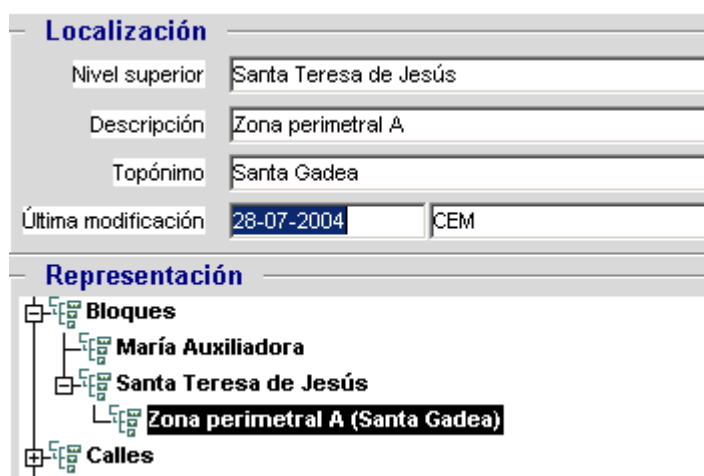 Localización
Nivel superior Santa Teresa de Jesús
Descripción Zona perimetral A
Topónimo Santa Gadea
Última modificación 28-07-2004 CEM
Representación
Bloques
María Auxiliadora
Santa Teresa de Jesús
Zona perimetral A (Santa Gadea)
Calles